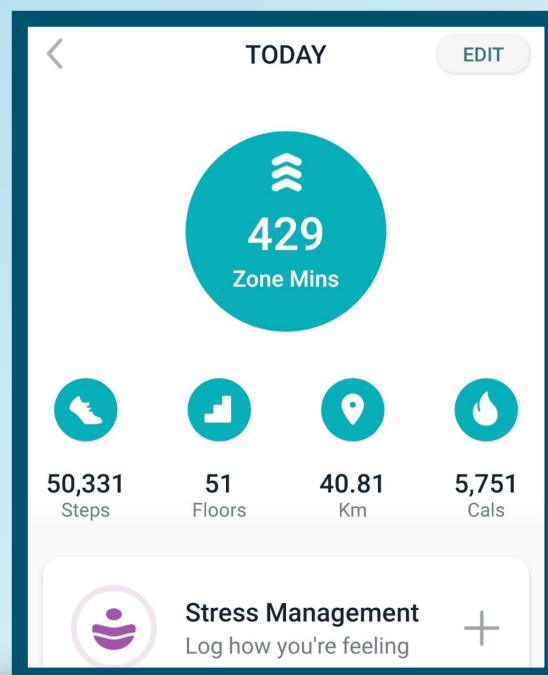 TODAY
EDIT
429
Zone Mins
50,331 51 40.81 5,751
Steps Floors Km Cals
Stress Management
Log how you're feeling